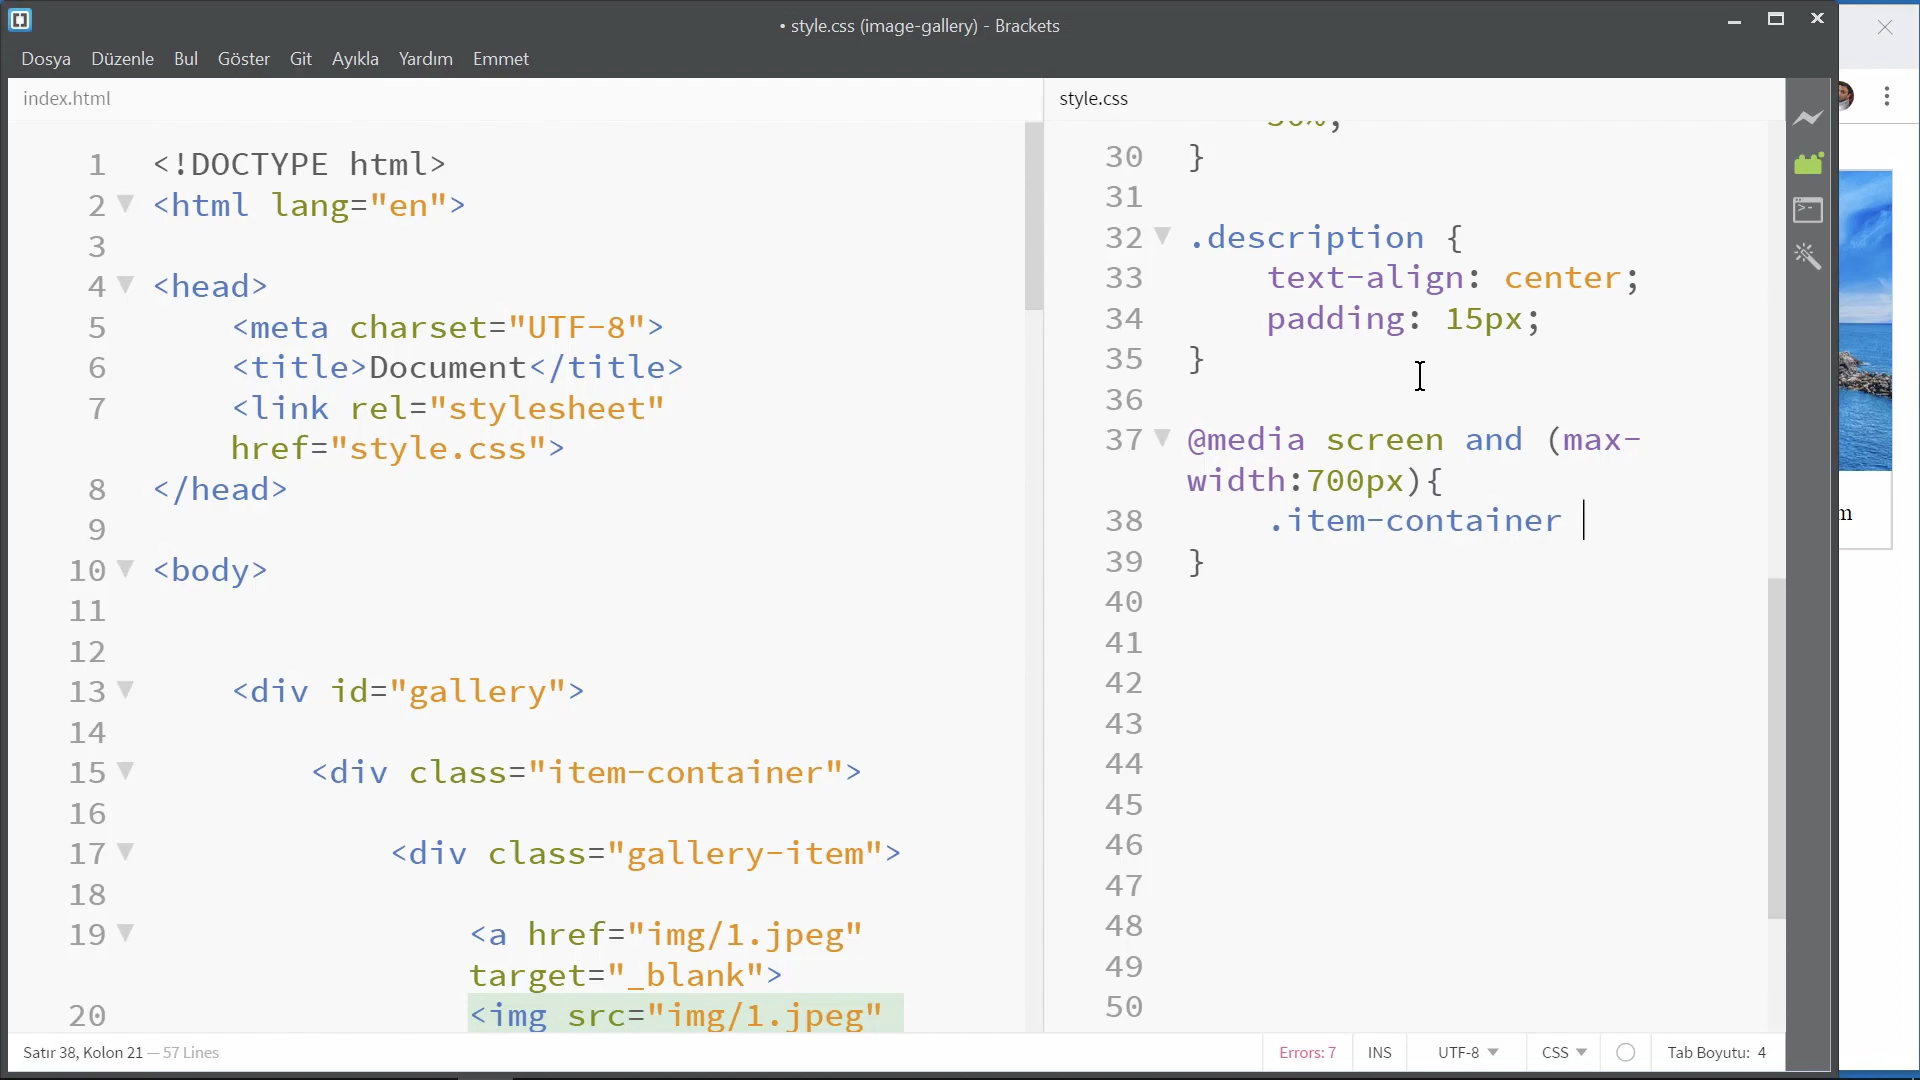 • style.css (image-gallery) - Brackets
Dosya Düzenle Bul Göster Git Ayıkla Yardım Emmet
index.html
1 <!DOCTYPE html>
2 <html lang="en">
3
4 <head>
5 <meta charset="UTF-8">
6 <title>Document</title>
7 <link rel="stylesheet"
href="style.css">
8 </head>
9
10 <body>
11
12
13 <div id="gallery">
14
15 <div class="item-container">
16
17 <div class="gallery-item">
18
19 <a href="img/1.jpeg"
target="_blank">
20 <img src="img/1.jpeg"
style.css
30 }
31
32 .description {
33 text-align: center;
34 padding: 15px;
35 }
36
37 @media screen and (max-
width:700px){
38 .item-container
39 }
40
41
42
43
44
45
46
47
48
49
50
Satır 38, Kolon 21 — 57 Lines
Errors: 7 INS UTF-8 CSS Tab Boyutu: 4